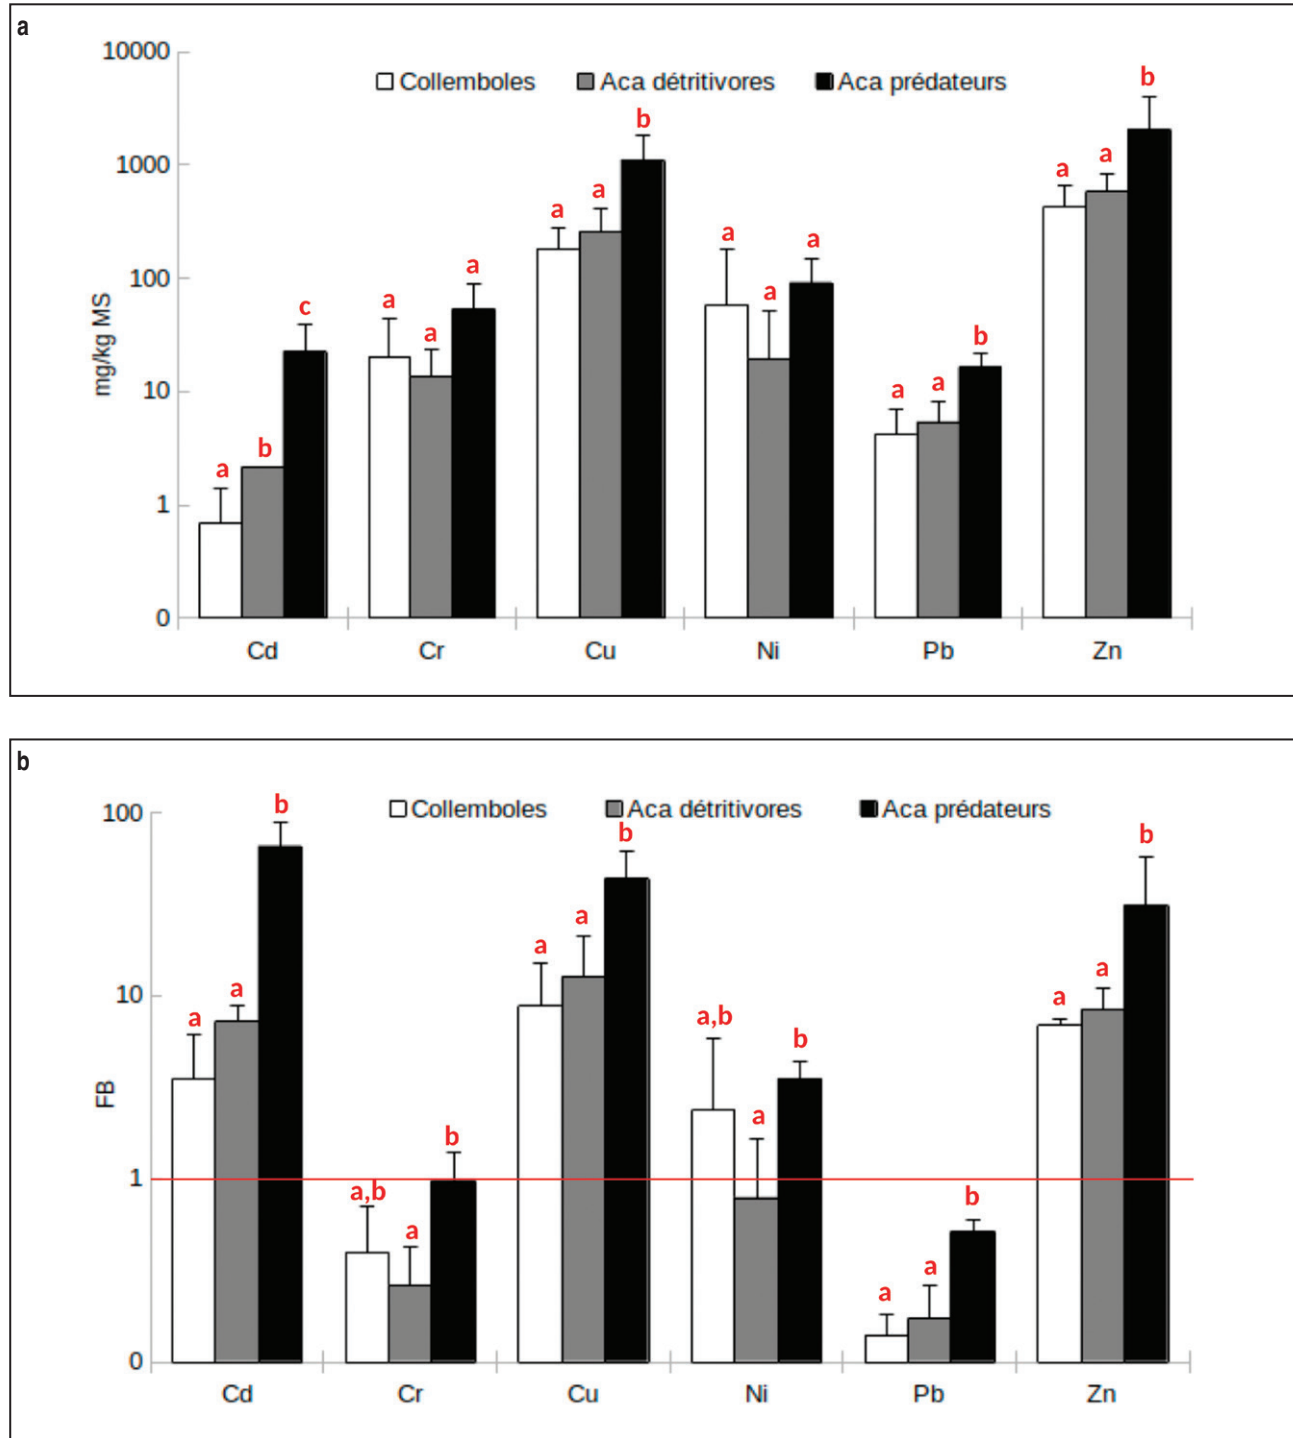 a
10000
Collemboles Aca détritivores Aca prédateurs
b
b
1000
a
a
a
a
a
a
100
a
a
c
a
a
b
mg/kg MS
10
a
a
b
a
1
0
Cd Cr Cu Ni Pb Zn
b
100
Collemboles Aca détritivores Aca prédateurs
b
b
b
a
a
10
a
a
a
a
a,b
b
FB
a
b
1
a,b
b
a
a
a
0
Cd Cr Cu Ni Pb Zn